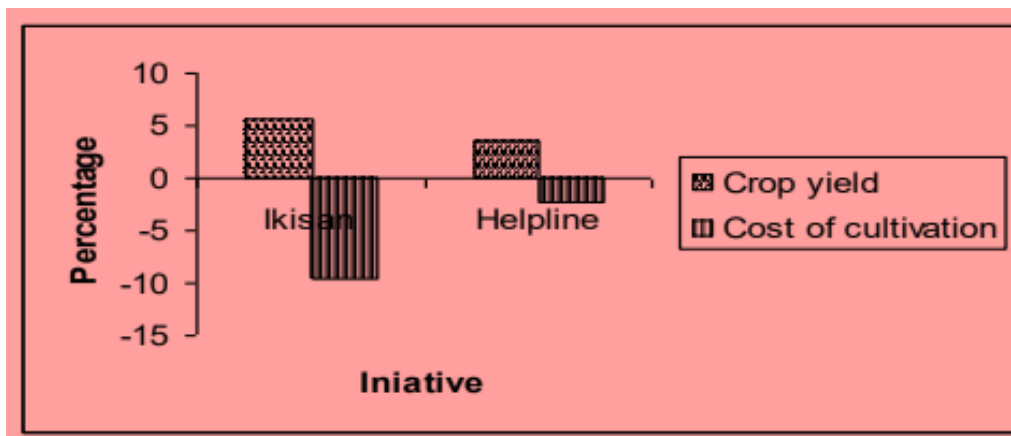 Percentage
10
5
0
-5
-10
-15
Ikisan Helpline
Iniative
Crop yield
Cost of cultivation